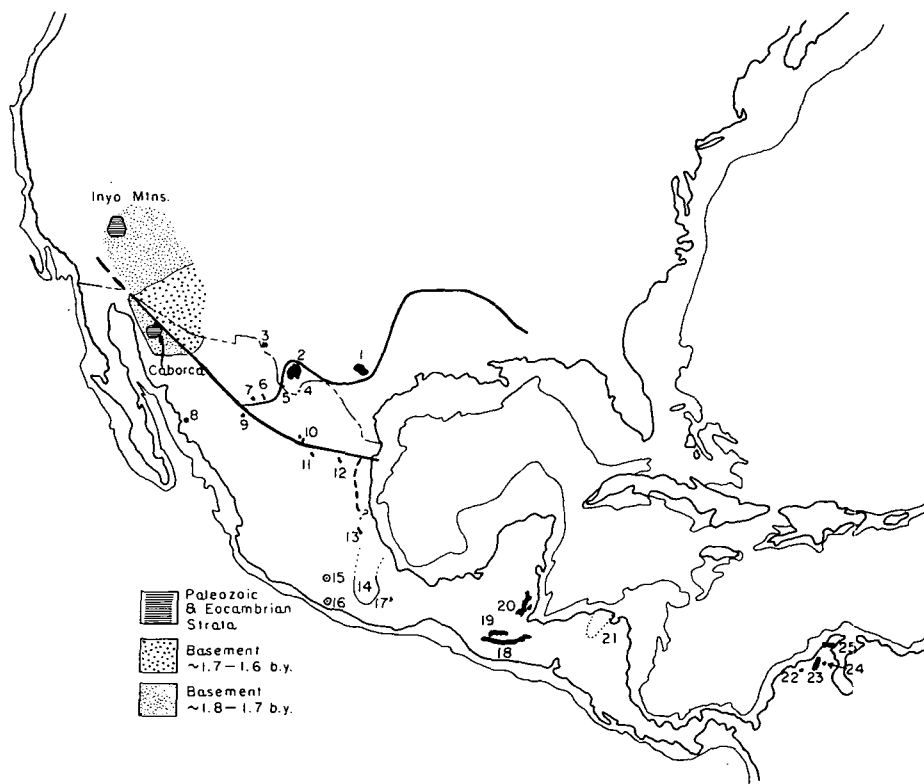 Inyo Mtns.
Caborca
3
2
1
7 6
5 4
9
8
10
11
12
13
14
15
16
17
20
19
18
21
25
22 23 24
Paleozoic
& Eocambrian
Strata
Basement
~1.7-1.6 b.y.
Basement
~1.8-1.7 b.y.